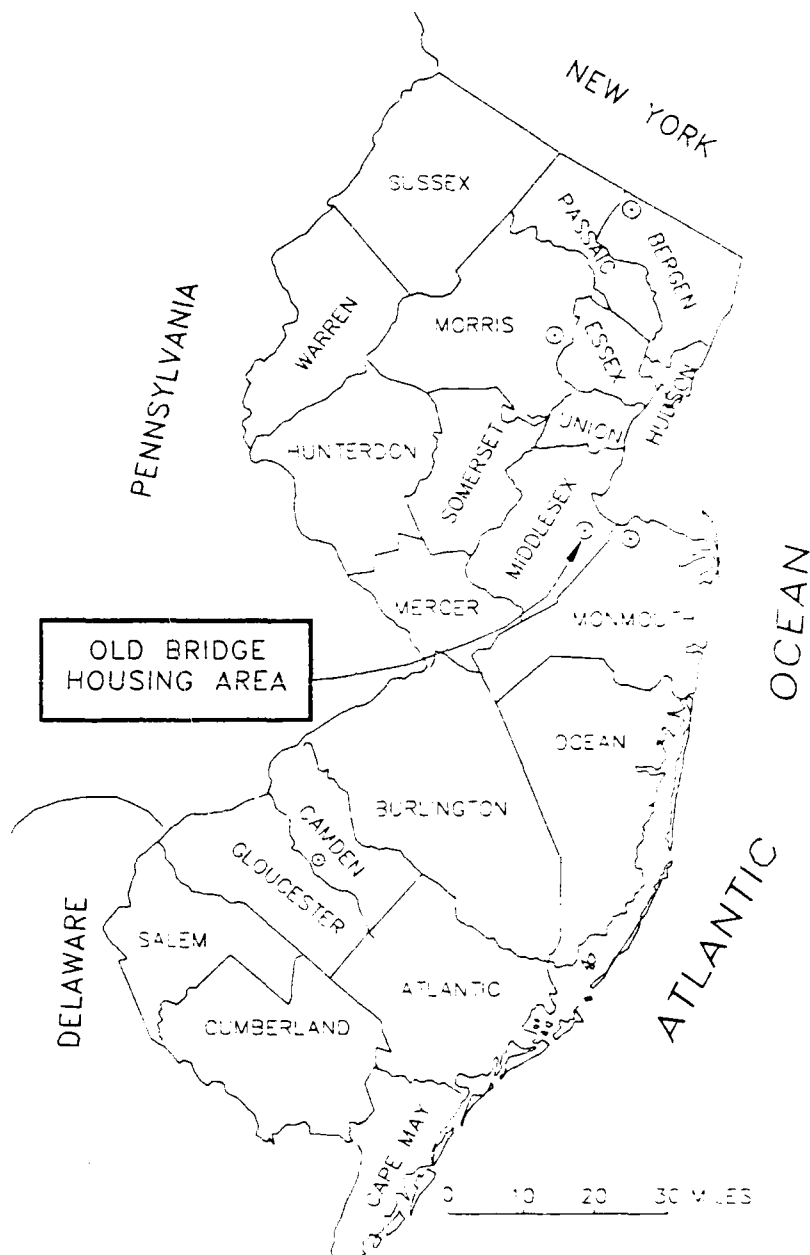 NEW YORK
SUSSEX
PASSAIC
BERGEN
PENNSYLVANIA
WARREN
MORRIS
ESSEX
HUDSON
UNION
HUNTERDON
SOMERSET
MIDDLESEX
MERCER
MONMOUTH
OLD BRIDGE
HOUSING AREA
OCEAN
OCEAN
BURLINGTON
CAMDEN
GLOUCESTER
ATLANTIC
DELAWARE
SALEM
ATLANTIC
CUMBERLAND
CAPE MAY
0 10 20 30 MILES